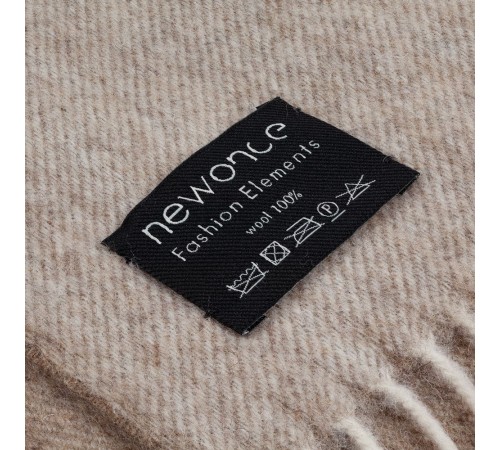 newonce
Fashion Elements
wool 100%
P